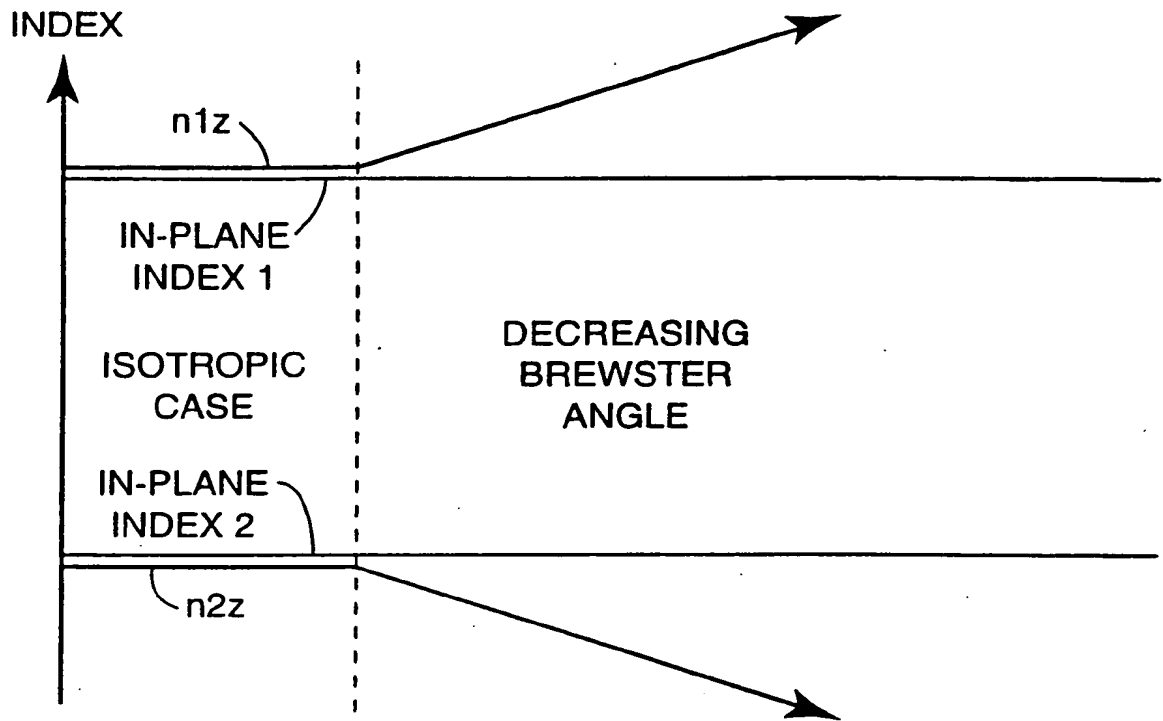 INDEX
n1z
IN-PLANE
INDEX 1
ISOTROPIC
CASE
DECREASING
BREWSTER
ANGLE
IN-PLANE
INDEX 2
n2z